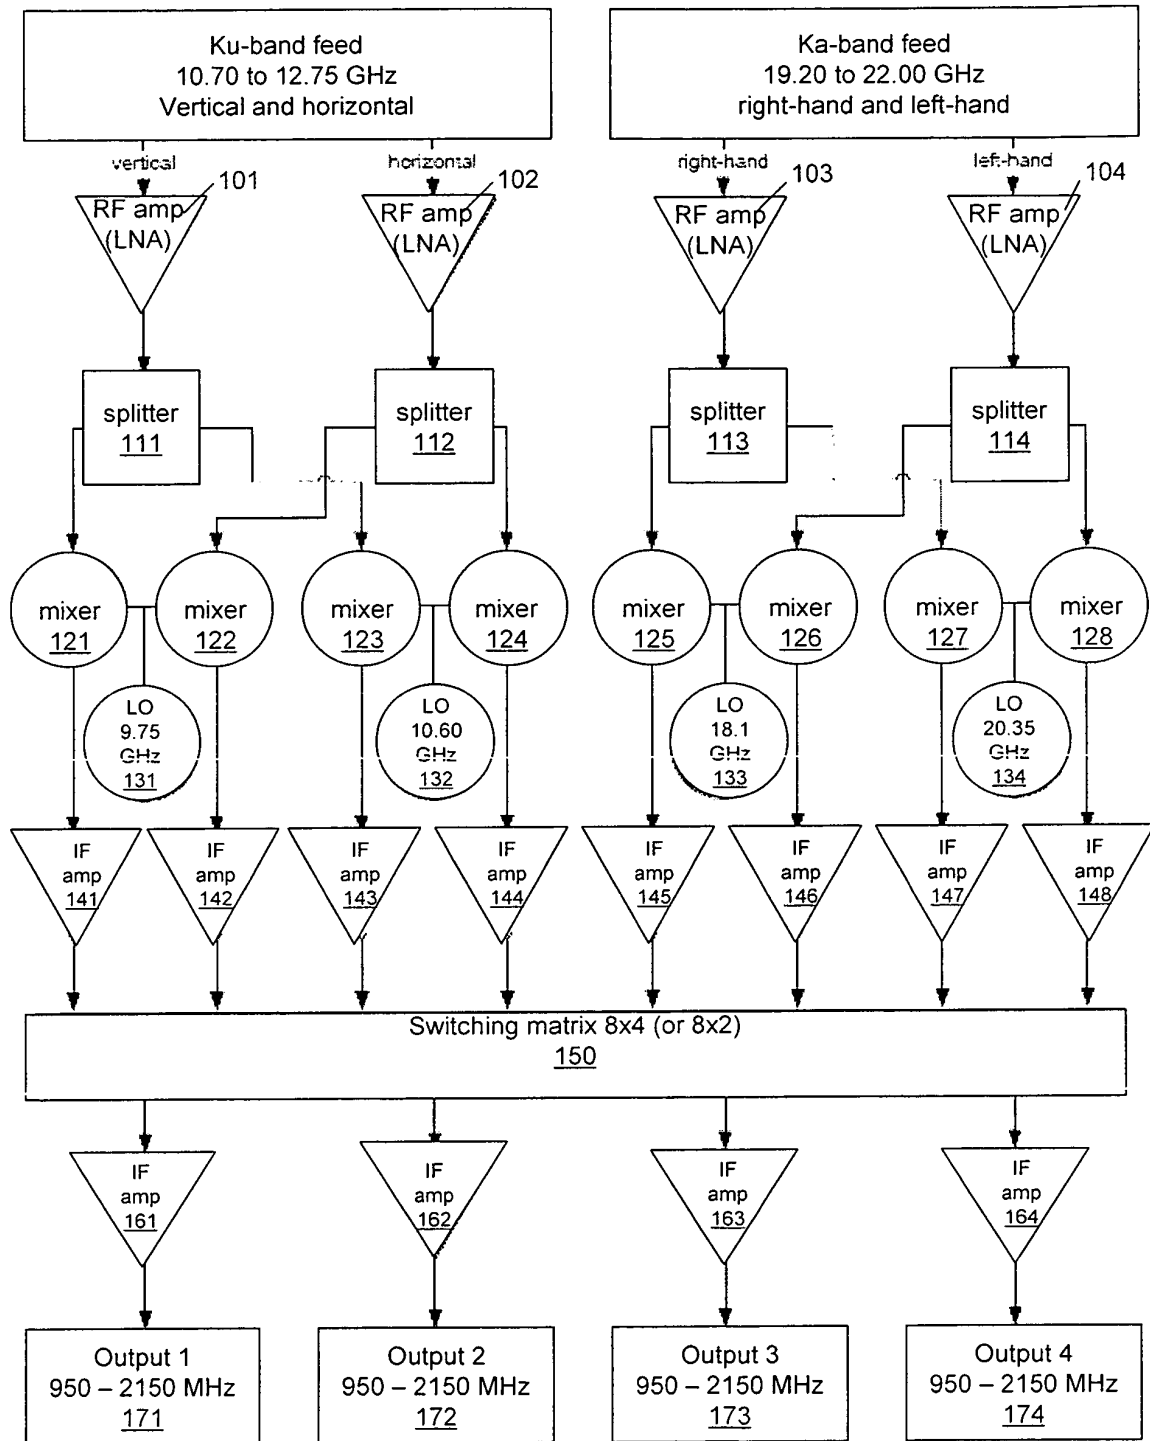 Ku-band feed
10.70 to 12.75 GHz
Vertical and horizontal
Ka-band feed
19.20 to 22.00 GHz
right-hand and left-hand
vertical
horizontal
right-hand
left-hand
101
102
103
104
RF amp
(LNA)
RF amp
(LNA)
RF amp
(LNA)
RF amp
(LNA)
splitter
111
splitter
112
splitter
113
splitter
114
mixer
121
mixer
122
mixer
123
mixer
124
mixer
125
mixer
126
mixer
127
mixer
128
LO
9.75
GHz
131
LO
10.60
GHz
132
LO
18.1
GHz
133
LO
20.35
GHz
134
IF
amp
141
IF
amp
142
IF
amp
143
IF
amp
144
IF
amp
145
IF
amp
146
IF
amp
147
IF
amp
148
Switching matrix 8x4 (or 8x2)
150
IF
amp
161
IF
amp
162
IF
amp
163
IF
amp
164
Output 1
950 – 2150 MHz
171
Output 2
950 – 2150 MHz
172
Output 3
950 – 2150 MHz
173
Output 4
950 – 2150 MHz
174